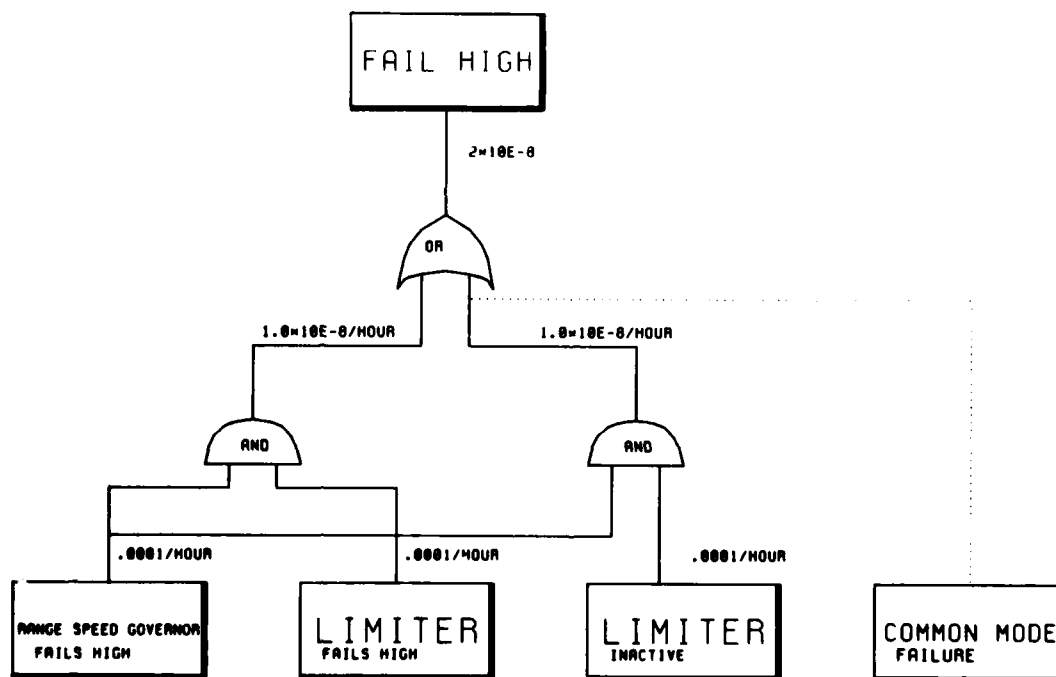 FAIL HIGH
2*10E-8
OR
1.0*10E-8/HOUR
1.0*10E-8/HOUR
AND
AND
.0001/HOUR
.0001/HOUR
.0001/HOUR
RANGE SPEED GOVERNOR
FAILS HIGH
LIMITER
FAILS HIGH
LIMITER
INACTIVE
COMMON MODE
FAILURE